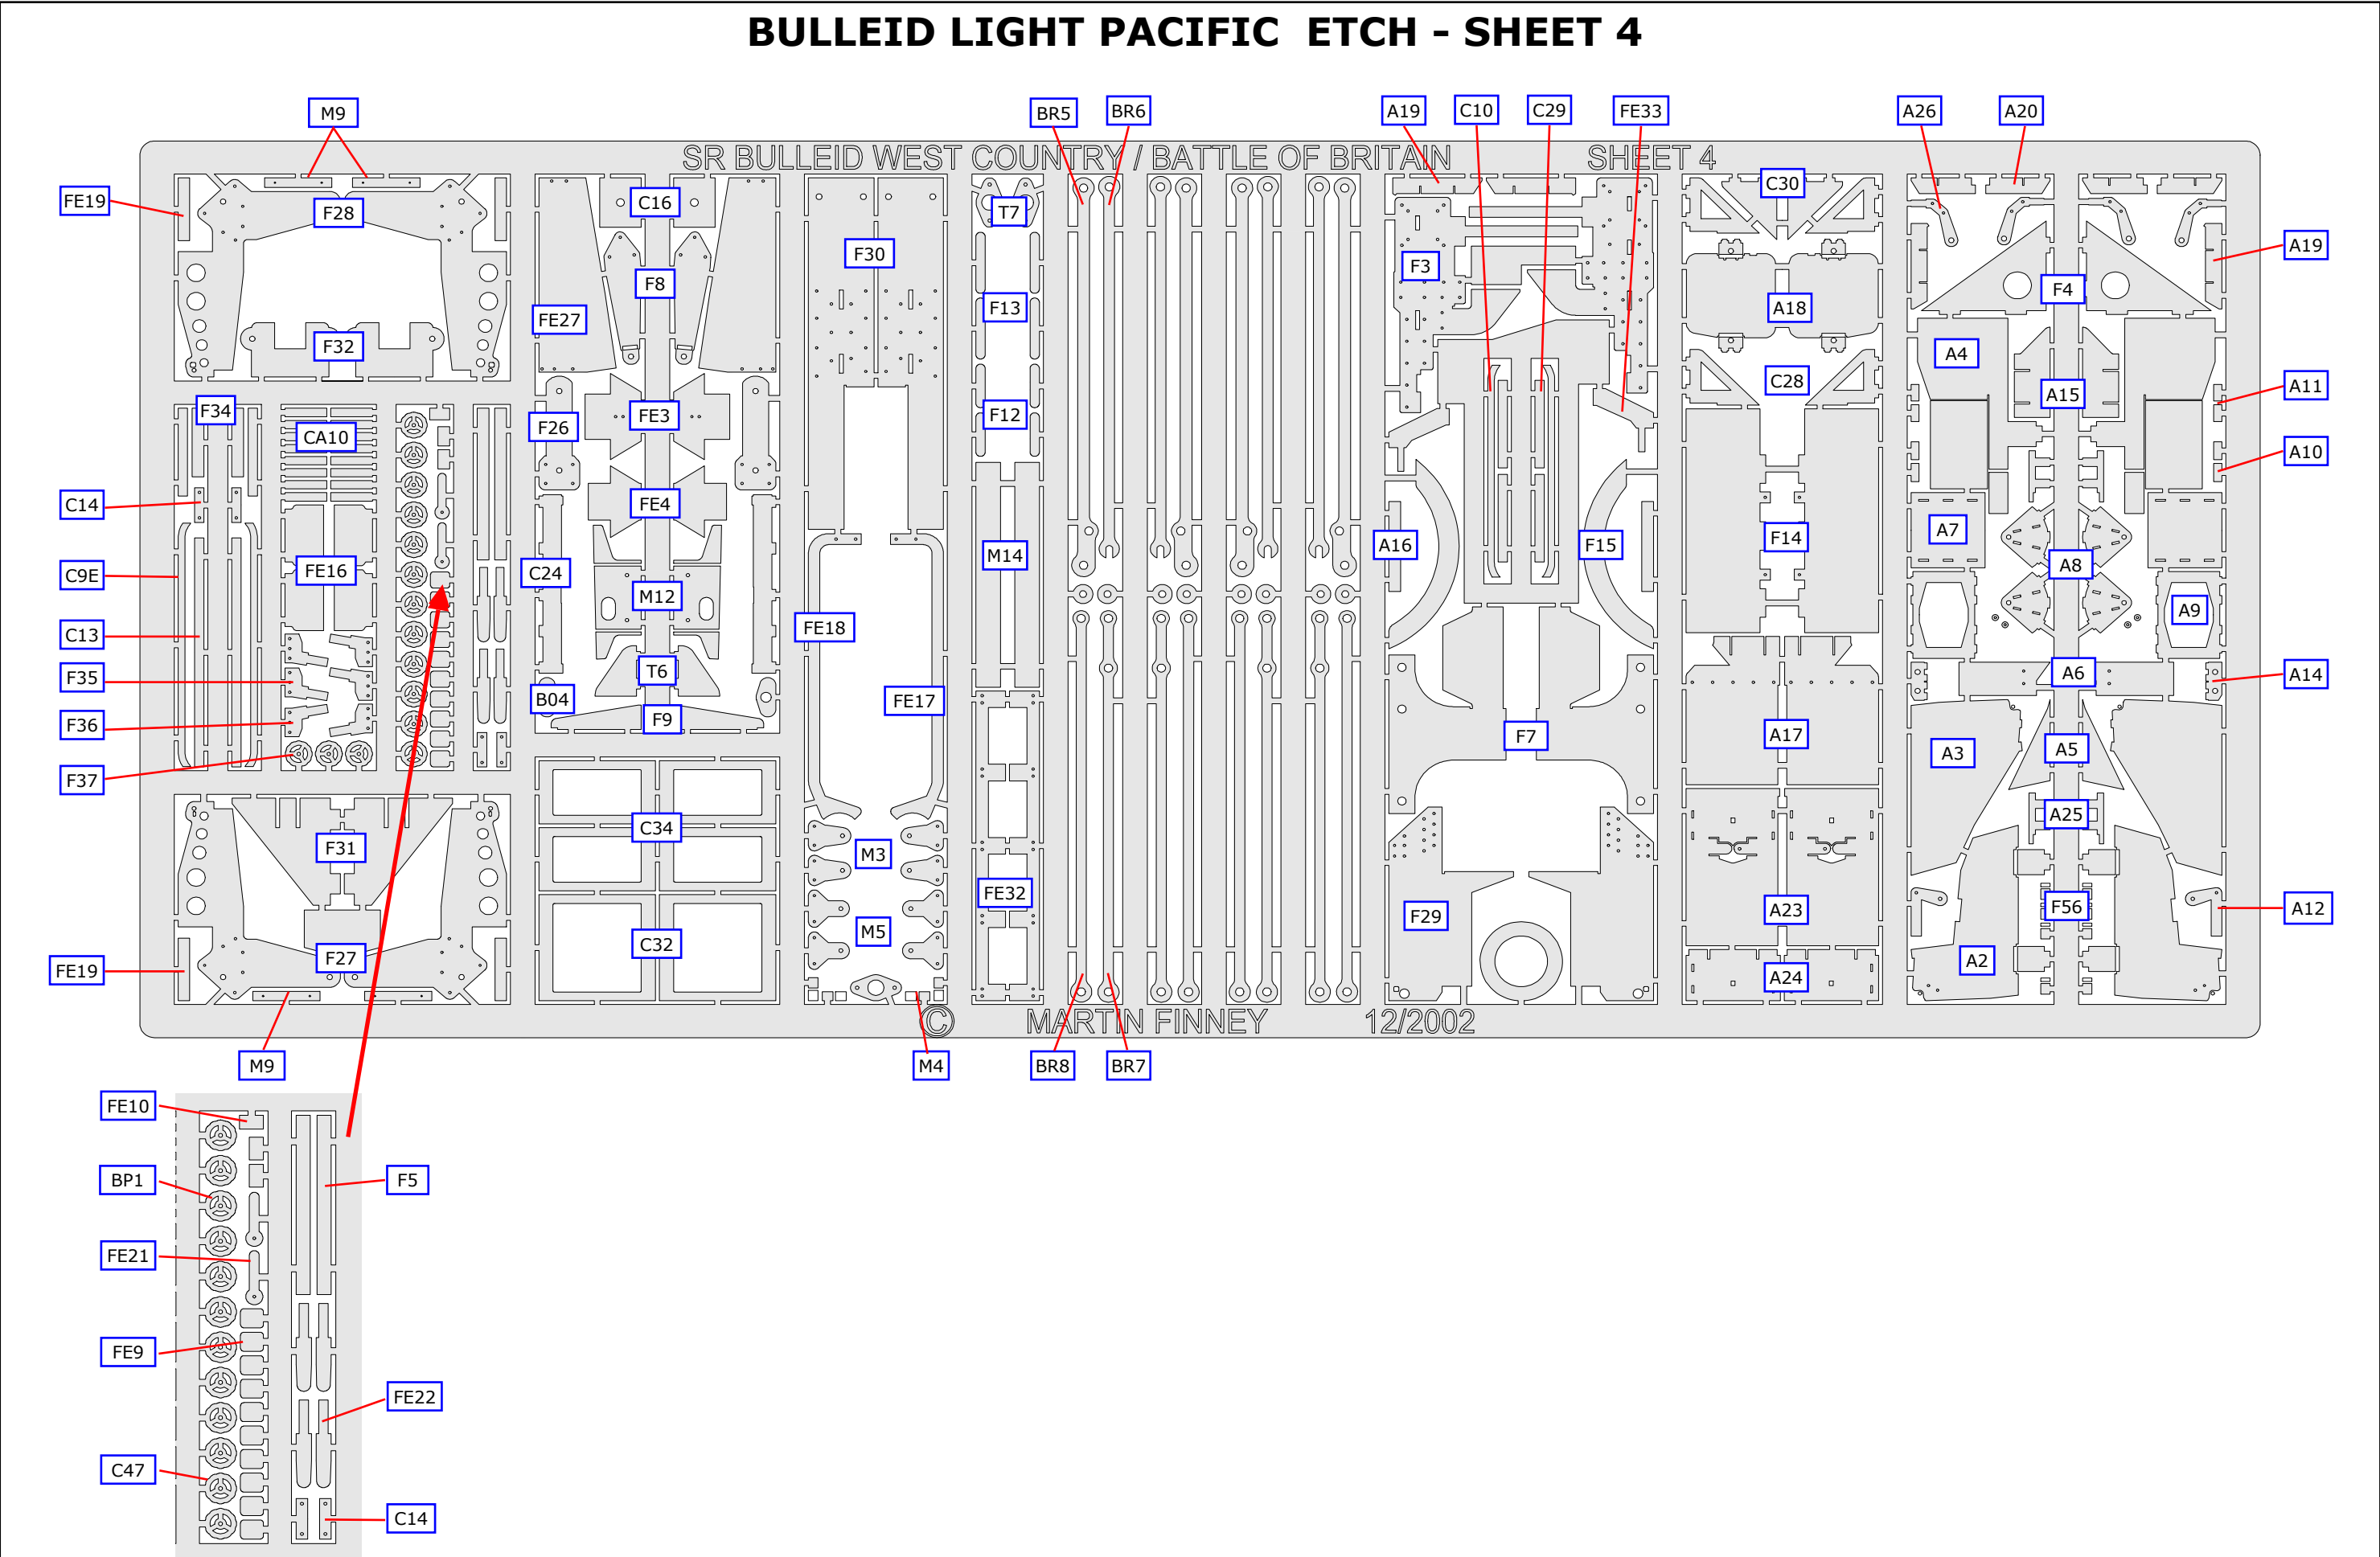 BULLEID LIGHT PACIFIC ETCH - SHEET 4
M9
BR5
BR6
A19
C10
C29
FE33
A26
A20
SR BULLEID WEST COUNTRY / BATTLE OF BRITAIN SHEET 4
FE19
F28
C16
T7
C30
F30
F3
A19
F8
F4
FE27
F13
A18
F32
A4
F34
C28
A11
A15
CA10
F26
FE3
F12
A10
C14
FE4
A7
F14
A16
F15
M14
C9E
FE16
C24
A8
M12
A9
C13
FE18
F35
T6
A6
A14
B04
FE17
F36
F9
F7
A17
A3
A5
F37
C34
A25
F31
M3
FE32
F29
A23
F56
A12
M5
C32
F27
A2
FE19
A24
© MARTIN FINNEY 12/2002
M9
M4
BR8
BR7
FE10
BP1
F5
FE21
FE9
FE22
C47
C14